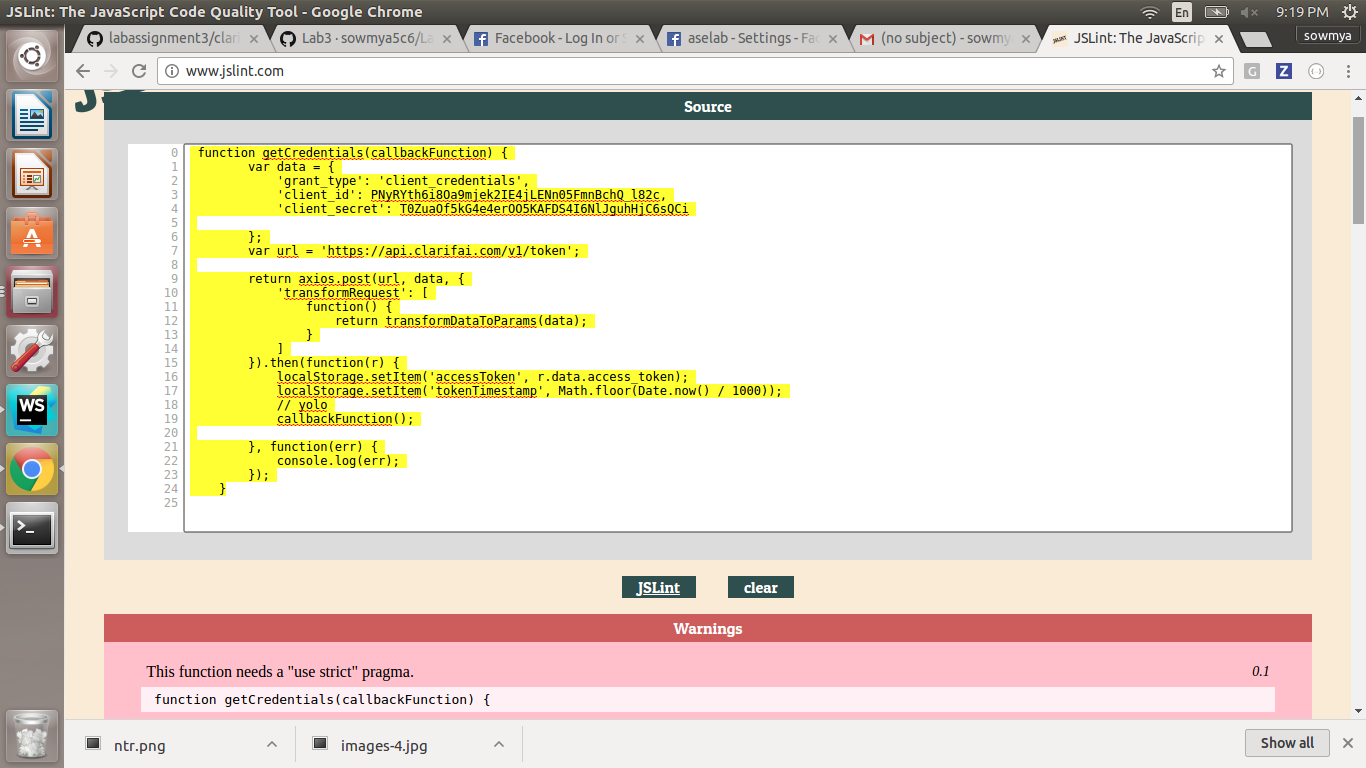 JSLint: The JavaScript Code Quality Tool - Google Chrome
En
9:19 PM
labassignment3/clari
Lab3 · sowmya5c6/La
Facebook - Log In or S
aselab - Settings - Fac
(no subject) - sowmy
JSLint: The JavaScrip
sowmya
www.jslint.com
Source
0 function getCredentials(callbackFunction) {
1 var data = {
2 'grant_type': 'client_credentials',
3 'client_id': PNyRYth6i8Oa9mjek2IE4jLENn05FmnBchQ_l82c,
4 'client_secret': T0ZuaOf5kG4e4erOO5KAFDS4I6NlJguhHjC6sQCi
5
6 };
7 var url = 'https://api.clarifai.com/v1/token';
8
9 return axios.post(url, data, {
10 'transformRequest': [
11 function() {
12 return transformDataToParams(data);
13 }
14 ]
15 }).then(function(r) {
16 localStorage.setItem('accessToken', r.data.access_token);
17 localStorage.setItem('tokenTimestamp', Math.floor(Date.now() / 1000));
18 // yolo
19 callbackFunction();
20
21 }, function(err) {
22 console.log(err);
23 });
24 }
25
JSLint
clear
Warnings
This function needs a "use strict" pragma.
0.1
function getCredentials(callbackFunction) {
ntr.png
images-4.jpg
Show all